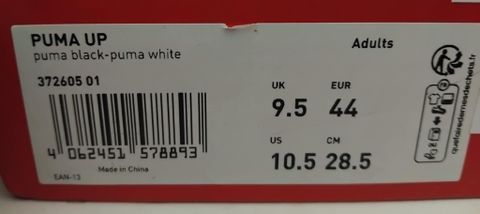 PUMA UP
puma black-puma white
Adults
372605 01
UK EUR
9.5 44
US CM
10.5 28.5
4 062451 578893
EAN-13
Made in China
quefairedemesdechets.fr
FR